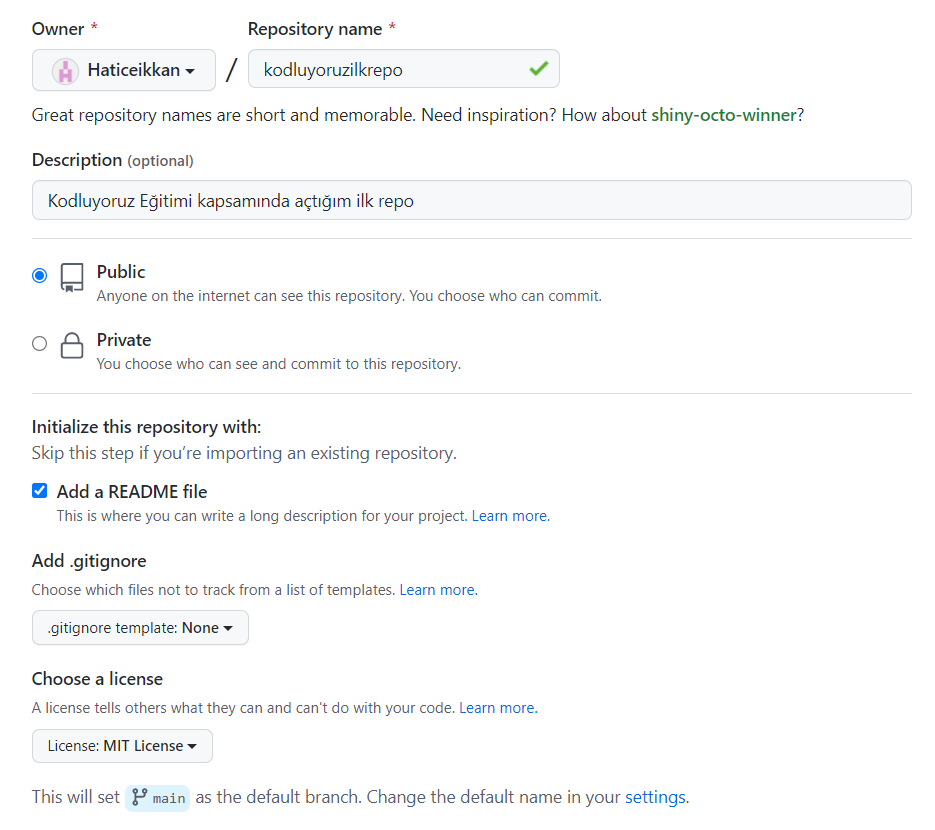 Owner * Repository name *
Haticeikkan / kodluyoruzilkrepo
Great repository names are short and memorable. Need inspiration? How about shiny-octo-winner?
Description (optional)
Kodluyoruz Eğitimi kapsamında açtığım ilk repo
Public
Anyone on the internet can see this repository. You choose who can commit.
Private
You choose who can see and commit to this repository.
Initialize this repository with:
Skip this step if you’re importing an existing repository.
Add a README file
This is where you can write a long description for your project. Learn more.
Add .gitignore
Choose which files not to track from a list of templates. Learn more.
.gitignore template: None
Choose a license
A license tells others what they can and can't do with your code. Learn more.
License: MIT License
This will set main as the default branch. Change the default name in your settings.